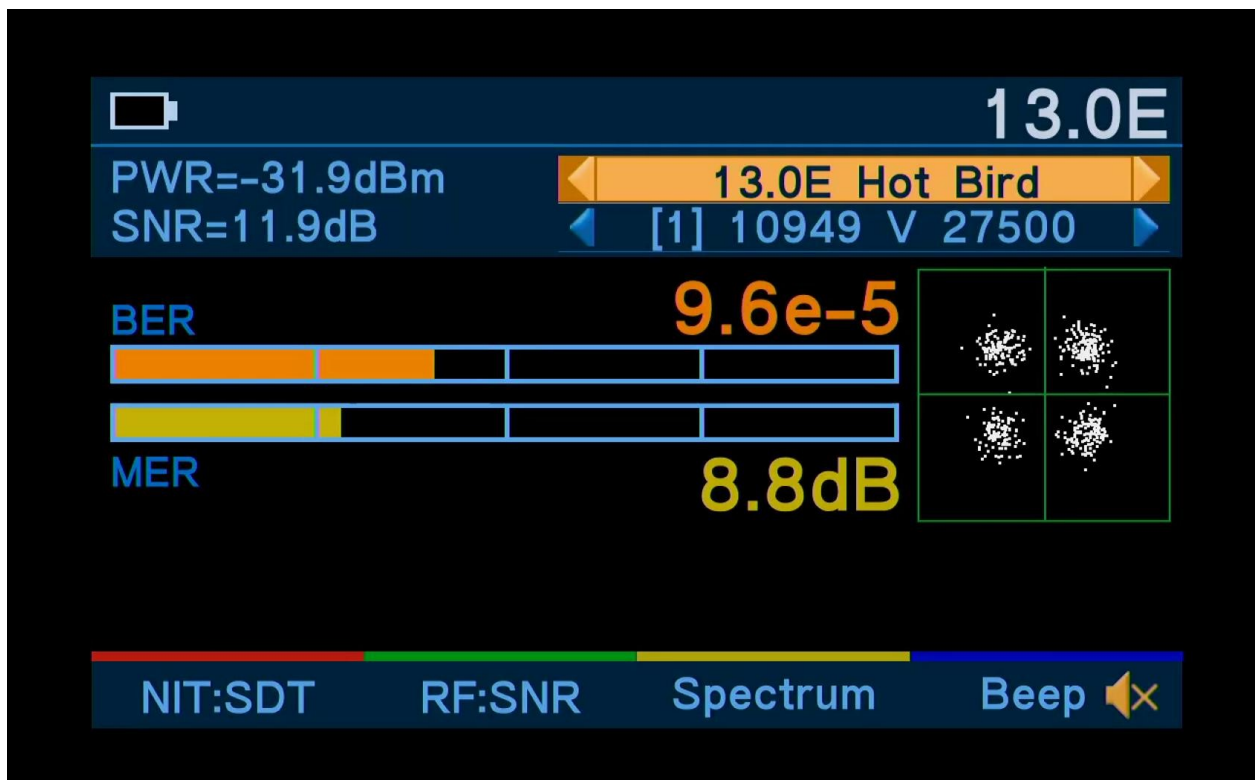 13.0E
PWR=-31.9dBm
13.0E Hot Bird
SNR=11.9dB
[1] 10949 V 27500
BER
9.6e-5
MER
8.8dB
NIT:SDT RF:SNR Spectrum Beep